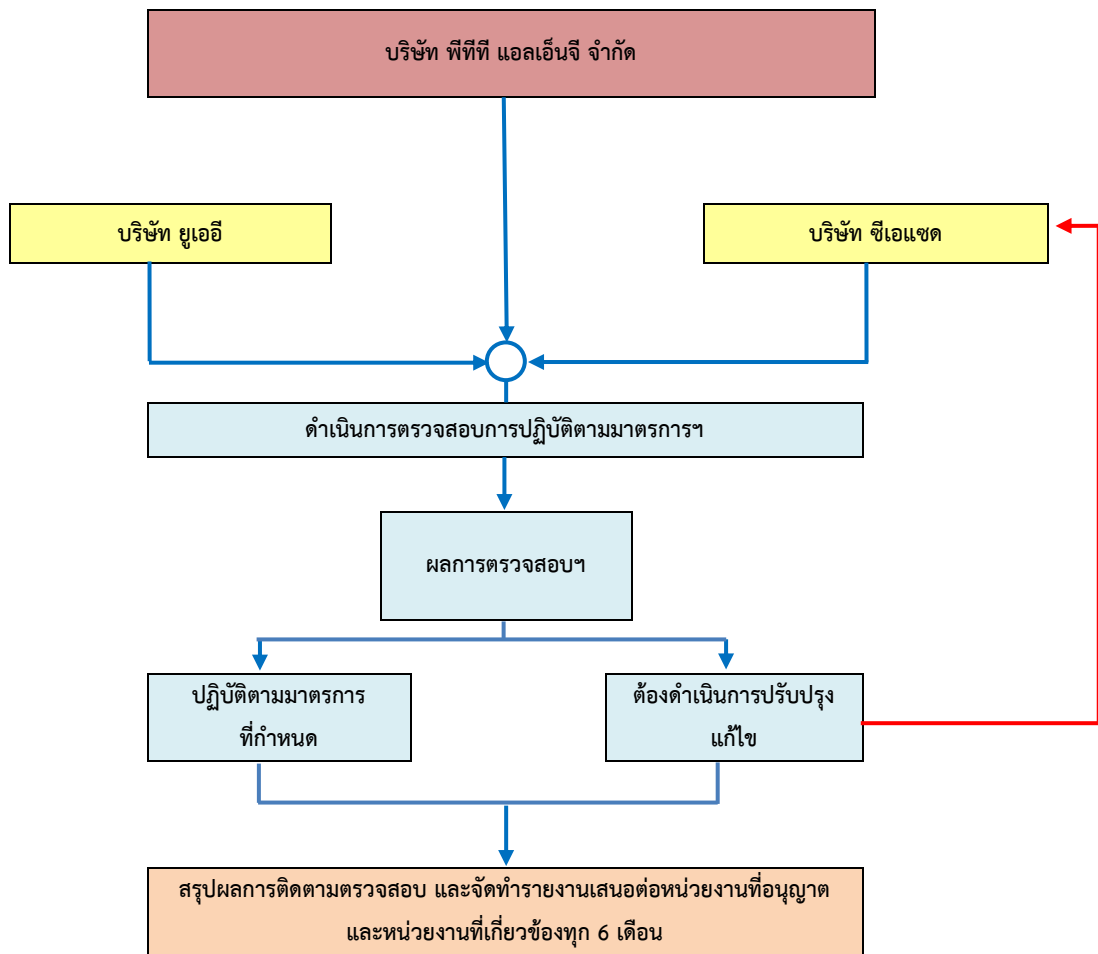 บริษัท พีทีที แอลเอ็นจี จำกัด
บริษัท ยูเออี
บริษัท ซีเอแซด
ดำเนินการตรวจสอบการปฏิบัติตามมาตรการฯ
ผลการตรวจสอบฯ
ปฏิบัติตามมาตรการ
ที่กำหนด
ต้องดำเนินการปรับปรุง
แก้ไข
สรุปผลการติดตามตรวจสอบ และจัดทำรายงานเสนอต่อหน่วยงานที่อนุญาต
และหน่วยงานที่เกี่ยวข้องทุก 6 เดือน